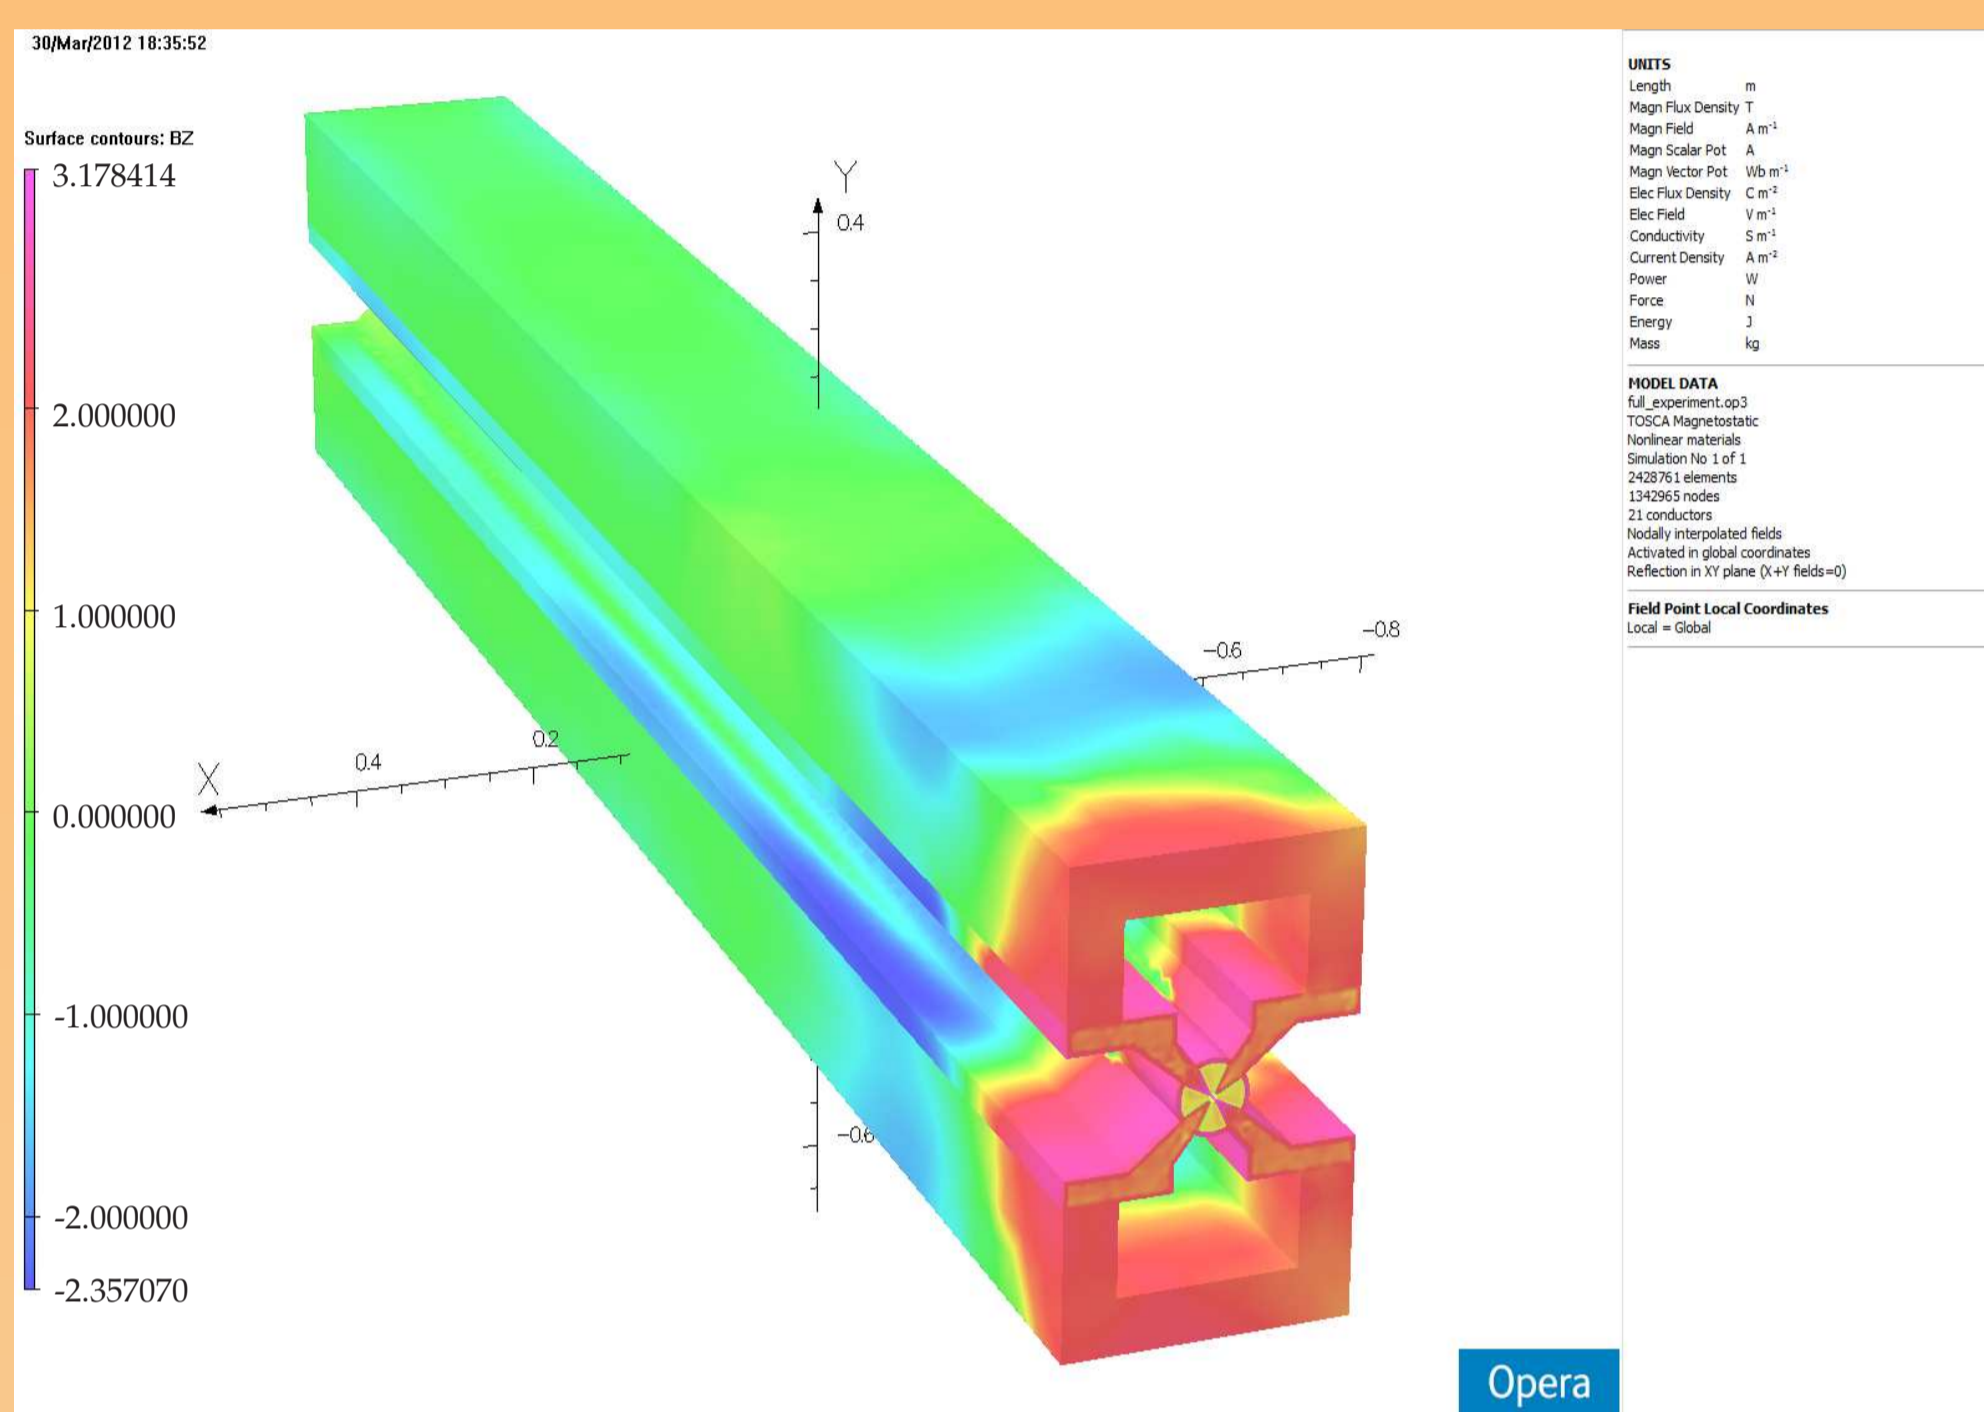 30/Mar/2012 18:35:52
Surface contours: BZ
3.178414
2.000000
1.000000
0.000000
-1.000000
-2.000000
-2.357070
Y
0.4
-0.8
-0.6
0.2
0.4
X
-0.6
UNITS
Length m
Magn Flux Density T
Magn Field A m⁻¹
Magn Scalar Pot A
Magn Vector Pot Wb m⁻¹
Elec Flux Density C m⁻²
Elec Field V m⁻¹
Conductivity S m⁻¹
Current Density A m⁻²
Power W
Force N
Energy J
Mass kg
MODEL DATA
full_experiment.op3
TOSCA Magnetostatic
Nonlinear materials
Simulation No 1 of 1
2428761 elements
1342965 nodes
21 conductors
Nodally interpolated fields
Activated in global coordinates
Reflection in XY plane (X+Y fields=0)
Field Point Local Coordinates
Local = Global
Opera